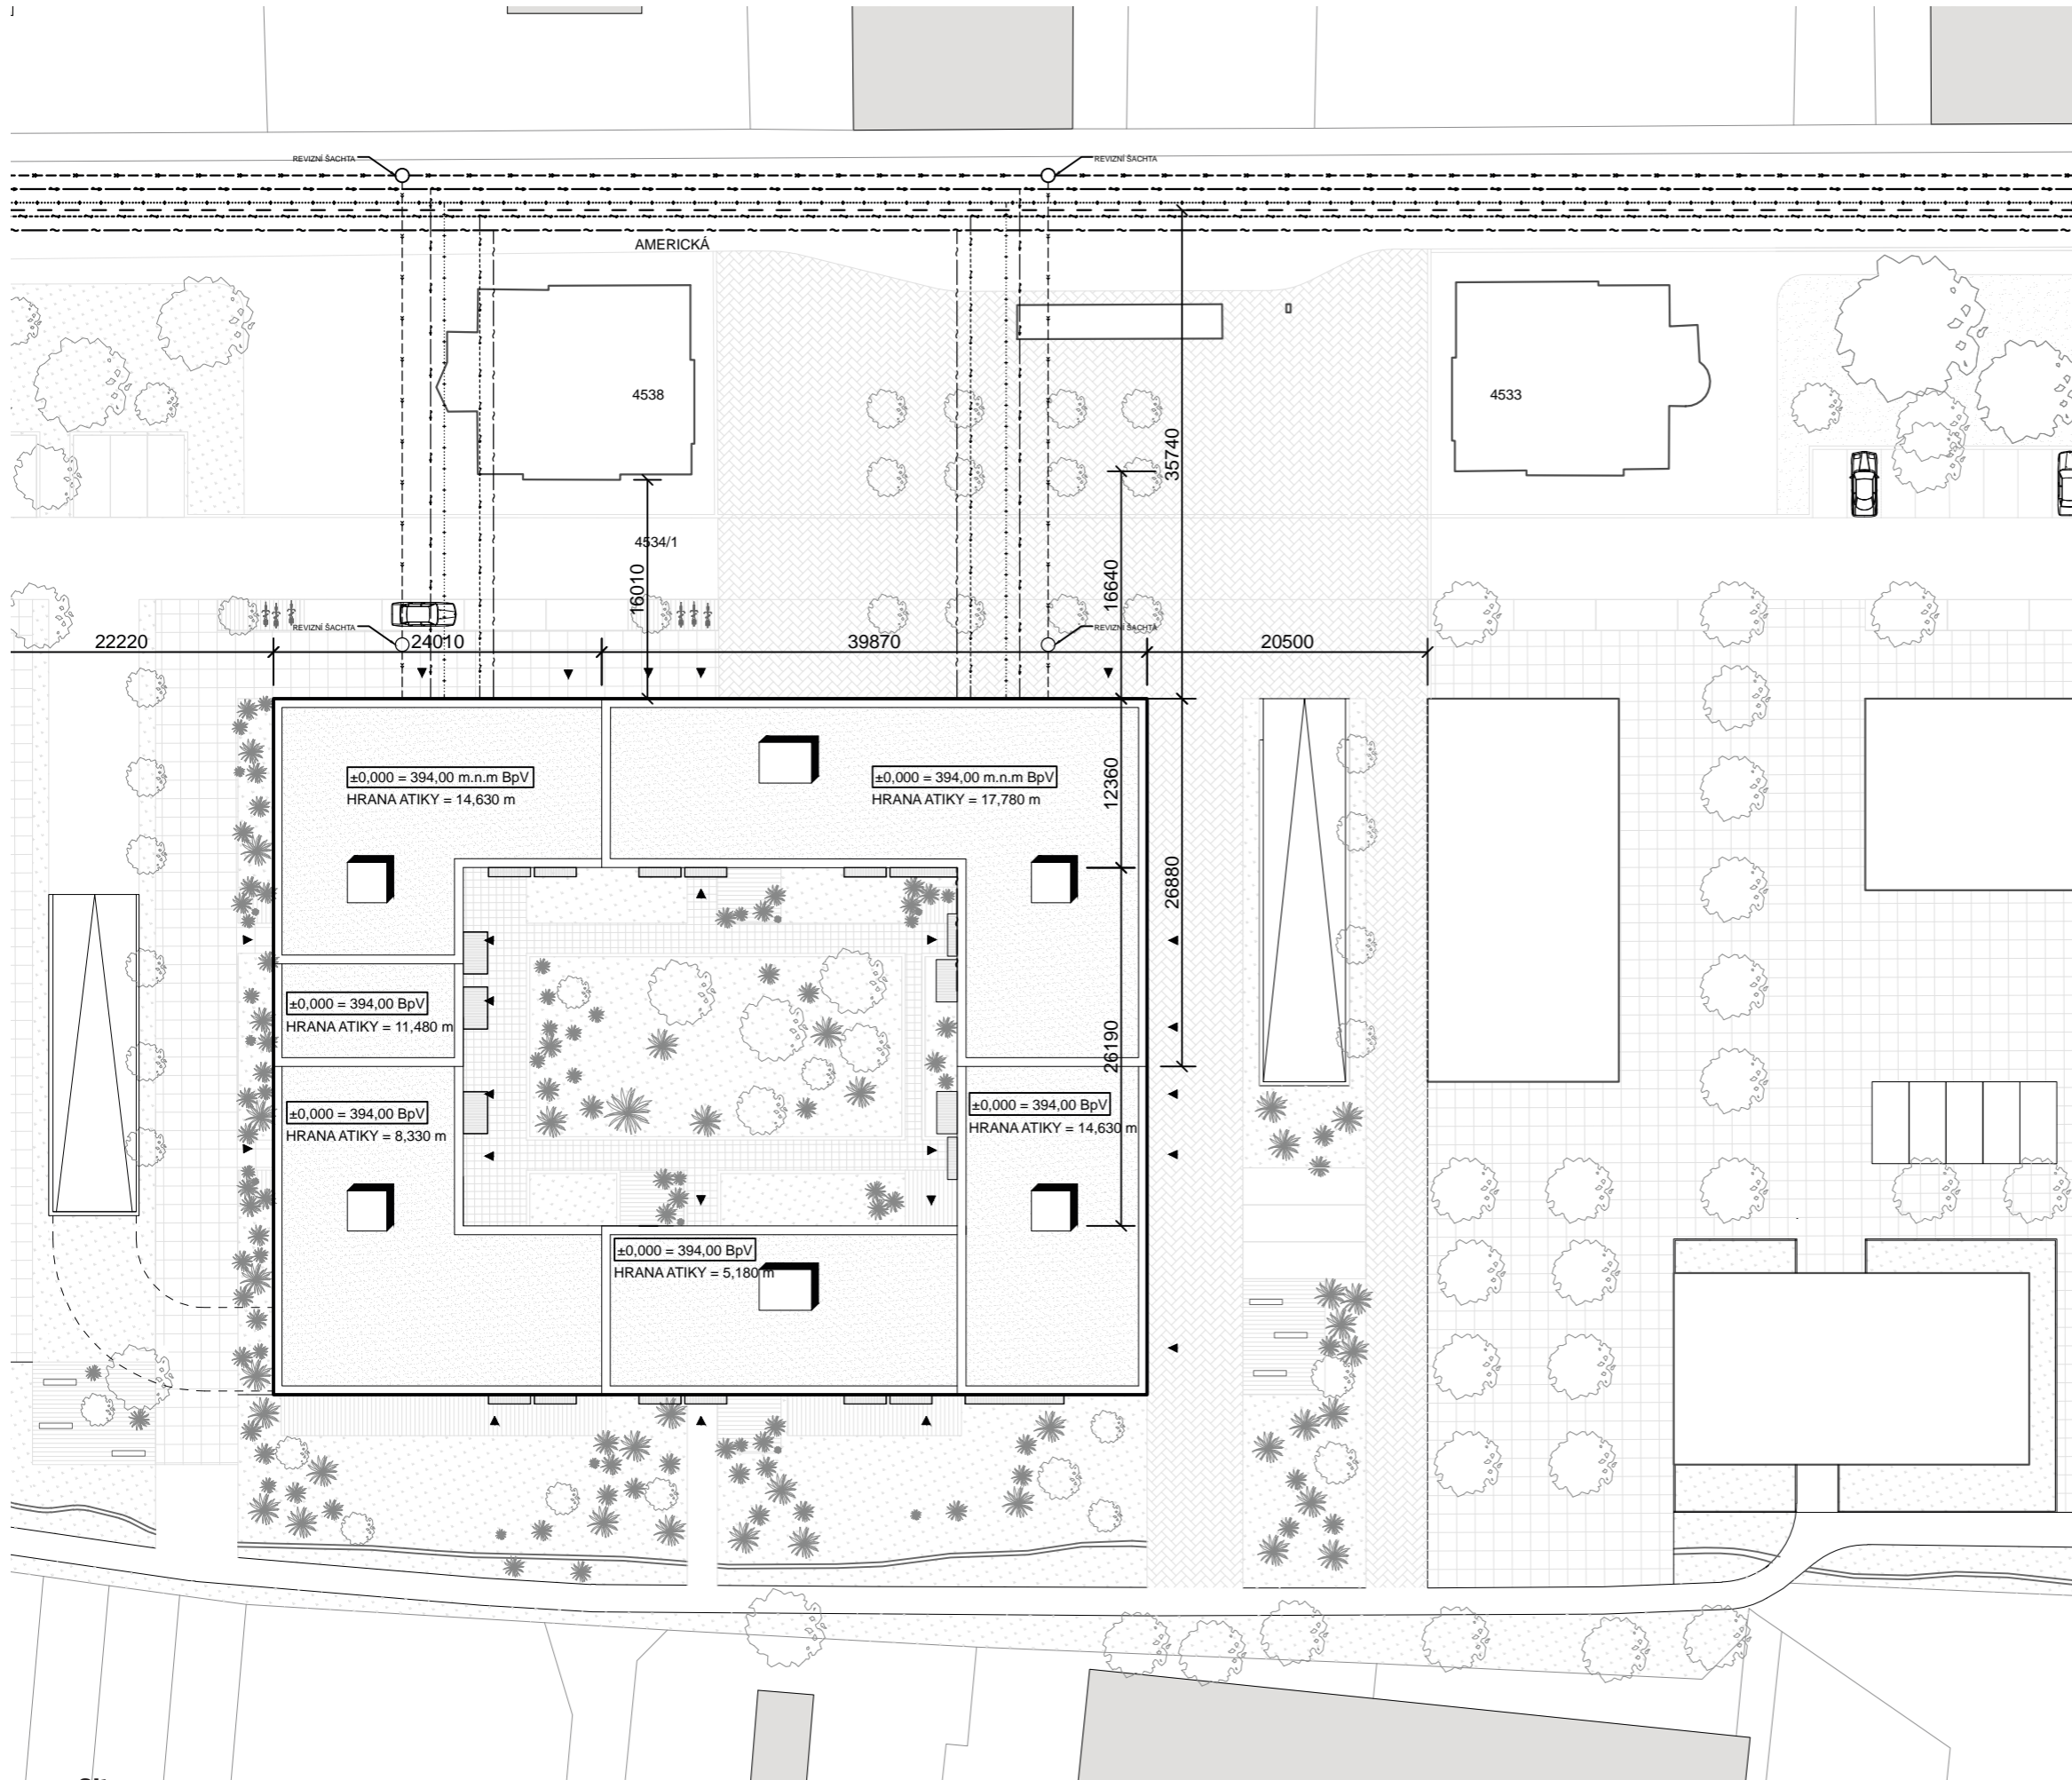 REVIZNÍ ŠACHTA
REVIZNÍ ŠACHTA
AMERICKÁ
4538
4533
35740
4534/1
16010
16640
REVIZNÍ ŠACHTA
REVIZNÍ ŠACHTA
22220
24010
39870
20500
±0,000 = 394,00 m.n.m BpV
HRANA ATIKY = 14,630 m
±0,000 = 394,00 m.n.m BpV
HRANA ATIKY = 17,780 m
12360
26880
±0,000 = 394,00 BpV
HRANA ATIKY = 11,480 m
26190
±0,000 = 394,00 BpV
HRANA ATIKY = 8,330 m
±0,000 = 394,00 BpV
HRANA ATIKY = 14,630 m
±0,000 = 394,00 BpV
HRANA ATIKY = 5,180 m